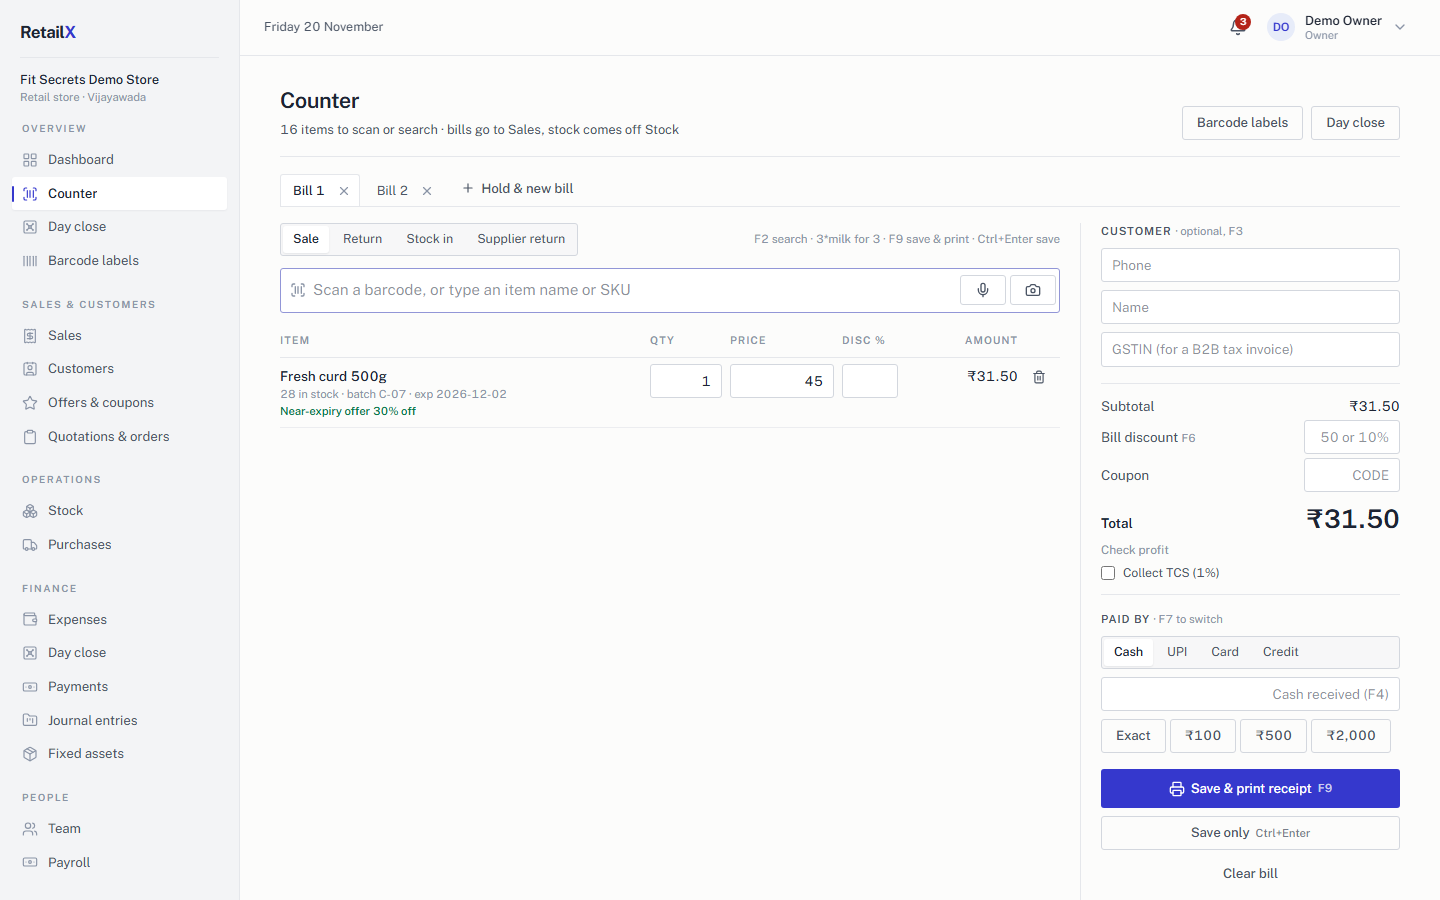 RetailX
Fit Secrets Demo Store
Retail store · Vijayawada
OVERVIEW
Dashboard
Counter
Day close
Barcode labels
SALES & CUSTOMERS
Sales
Customers
Offers & coupons
Quotations & orders
OPERATIONS
Stock
Purchases
FINANCE
Expenses
Day close
Payments
Journal entries
Fixed assets
PEOPLE
Team
Payroll
Friday 20 November
3
DO
Demo Owner
Owner
Counter
16 items to scan or search · bills go to Sales, stock comes off Stock
Barcode labels
Day close
Bill 1
Bill 2
Hold & new bill
Sale Return Stock in Supplier return
F2 search · 3*milk for 3 · F9 save & print · Ctrl+Enter save
Scan a barcode, or type an item name or SKU
ITEM QTY PRICE DISC % AMOUNT
Fresh curd 500g 1 45 ₹31.50
28 in stock · batch C-07 · exp 2026-12-02
Near-expiry offer 30% off
CUSTOMER · optional, F3
Phone
Name
GSTIN (for a B2B tax invoice)
Subtotal ₹31.50
Bill discount F6 50 or 10%
Coupon CODE
Total ₹31.50
Check profit
Collect TCS (1%)
PAID BY · F7 to switch
Cash UPI Card Credit
Cash received (F4)
Exact ₹100 ₹500 ₹2,000
Save & print receipt F9
Save only Ctrl+Enter
Clear bill